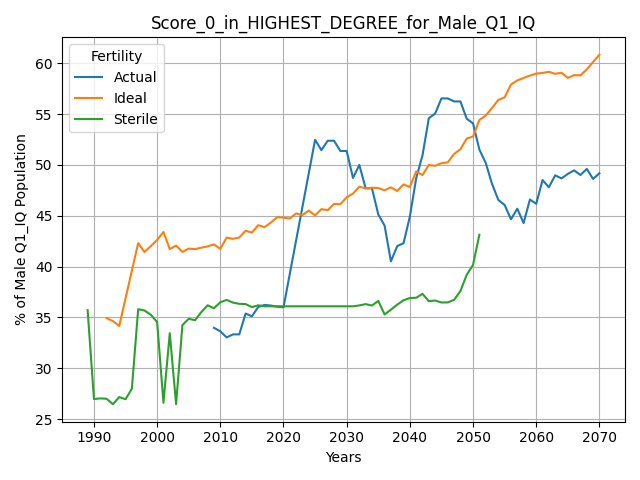 Score_0_in_HIGHEST_DEGREE_for_Male_Q1_IQ
Fertility
Actual
Ideal
Sterile
% of Male Q1_IQ Population
60
55
50
45
40
35
30
25
1990 2000 2010 2020 2030 2040 2050 2060 2070
Years